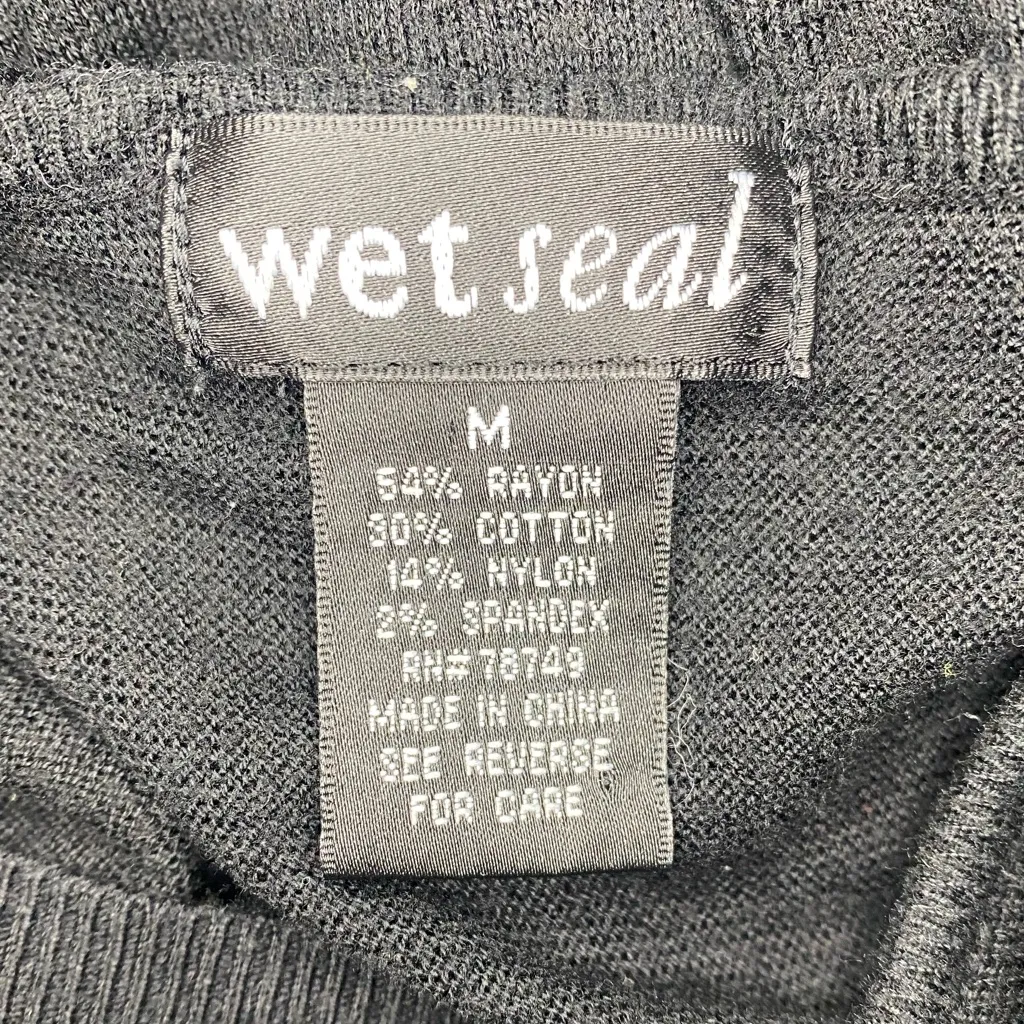 wet seal
M
54% RAYON
30% COTTON
14% NYLON
2% SPANDEX
RN# 78749
MADE IN CHINA
SEE REVERSE
FOR CARE